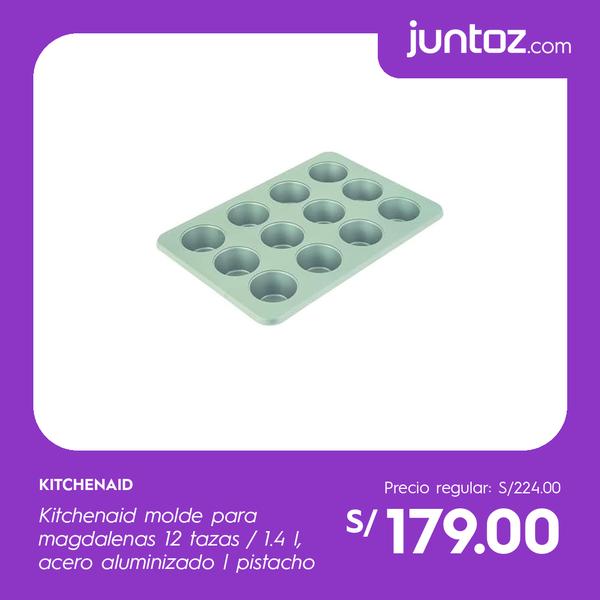 juntoz.com
KITCHENAID
Kitchenaid molde para
magdalenas 12 tazas / 1.4 l,
acero aluminizado | pistacho
Precio regular: S/224.00
S/179.00